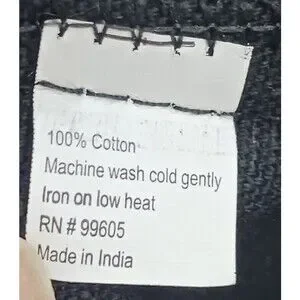 100% Cotton
Machine wash cold gently
Iron on low heat
RN # 99605
Made in India